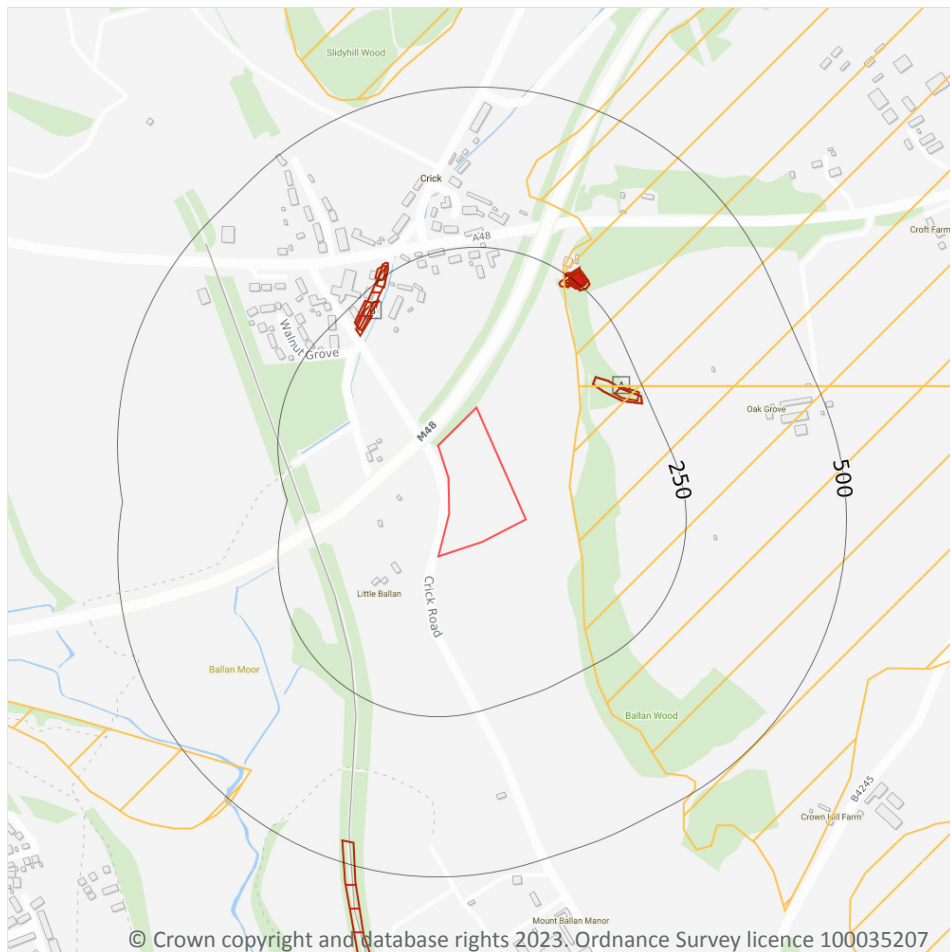 Slidyhill Wood
Crick
A48
Croft Farm
Walnut Grove
A
M48
Oak Grove
250
500
Little Ballan
Crick Road
Ballan Moor
Ballan Wood
B4245
Crown Hill Farm
Mount Ballan Manor
© Crown copyright and database rights 2023. Ordnance Survey licence 100035207